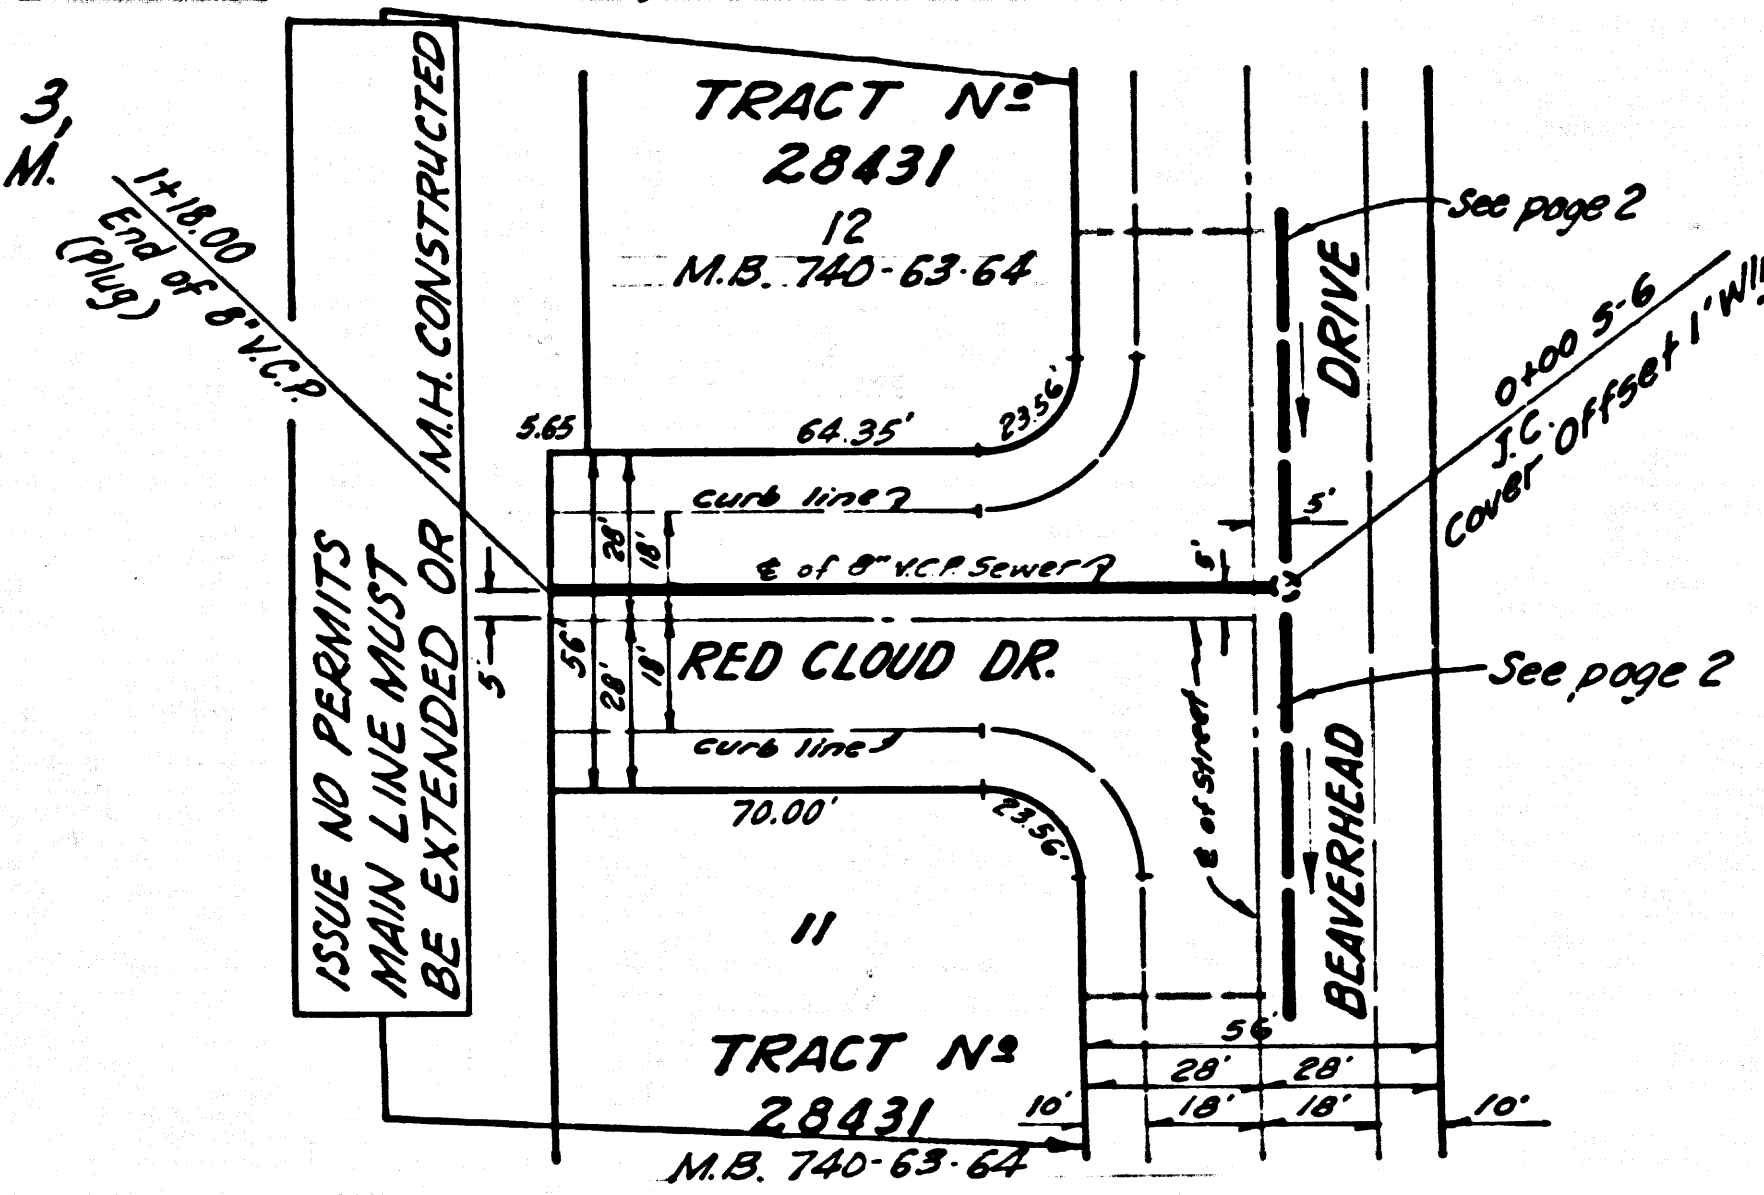 3,
M.
1+18.00
End of 8" V.C.P.
(Plug)
ISSUE NO PERMITS
MAIN LINE MUST
BE EXTENDED OR
M.H. CONSTRUCTED
TRACT Nº
28431
12
M.B. 740-63-64
See page 2
DRIVE
0+00 5-6
J.C.
Cover Offset 1'
5.65
64.35'
23.56'
curb line
28'
18'
5'
5'
℄ of 8" V.C.P. Sewer
5'
56'
28'
18'
RED CLOUD DR.
See page 2
curb line
70.00'
23.56'
℄ of street
BEAVERHEAD
11
TRACT Nº
28431
M.B. 740-63-64
56'
28' 28'
10' 18' 18' 10'